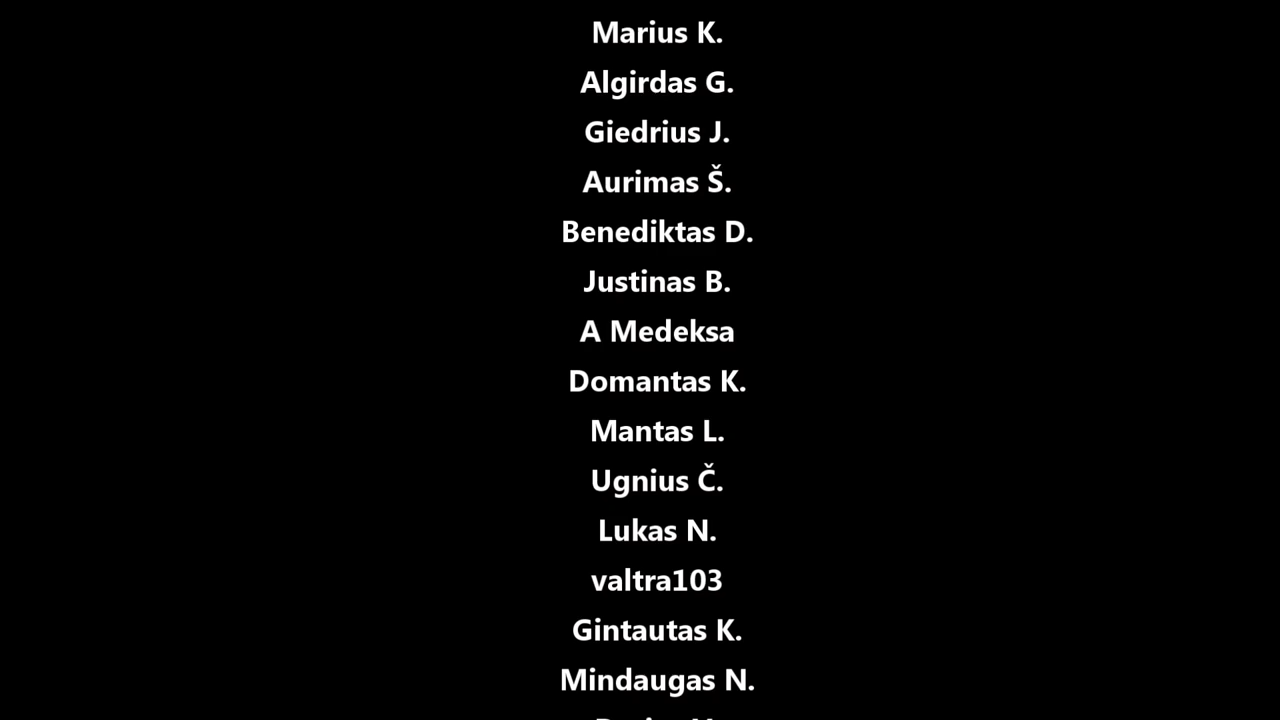 Marius K.
Algirdas G.
Giedrius J.
Aurimas Š.
Benediktas D.
Justinas B.
A Medeksa
Domantas K.
Mantas L.
Ugnius Č.
Lukas N.
valtra103
Gintautas K.
Mindaugas N.